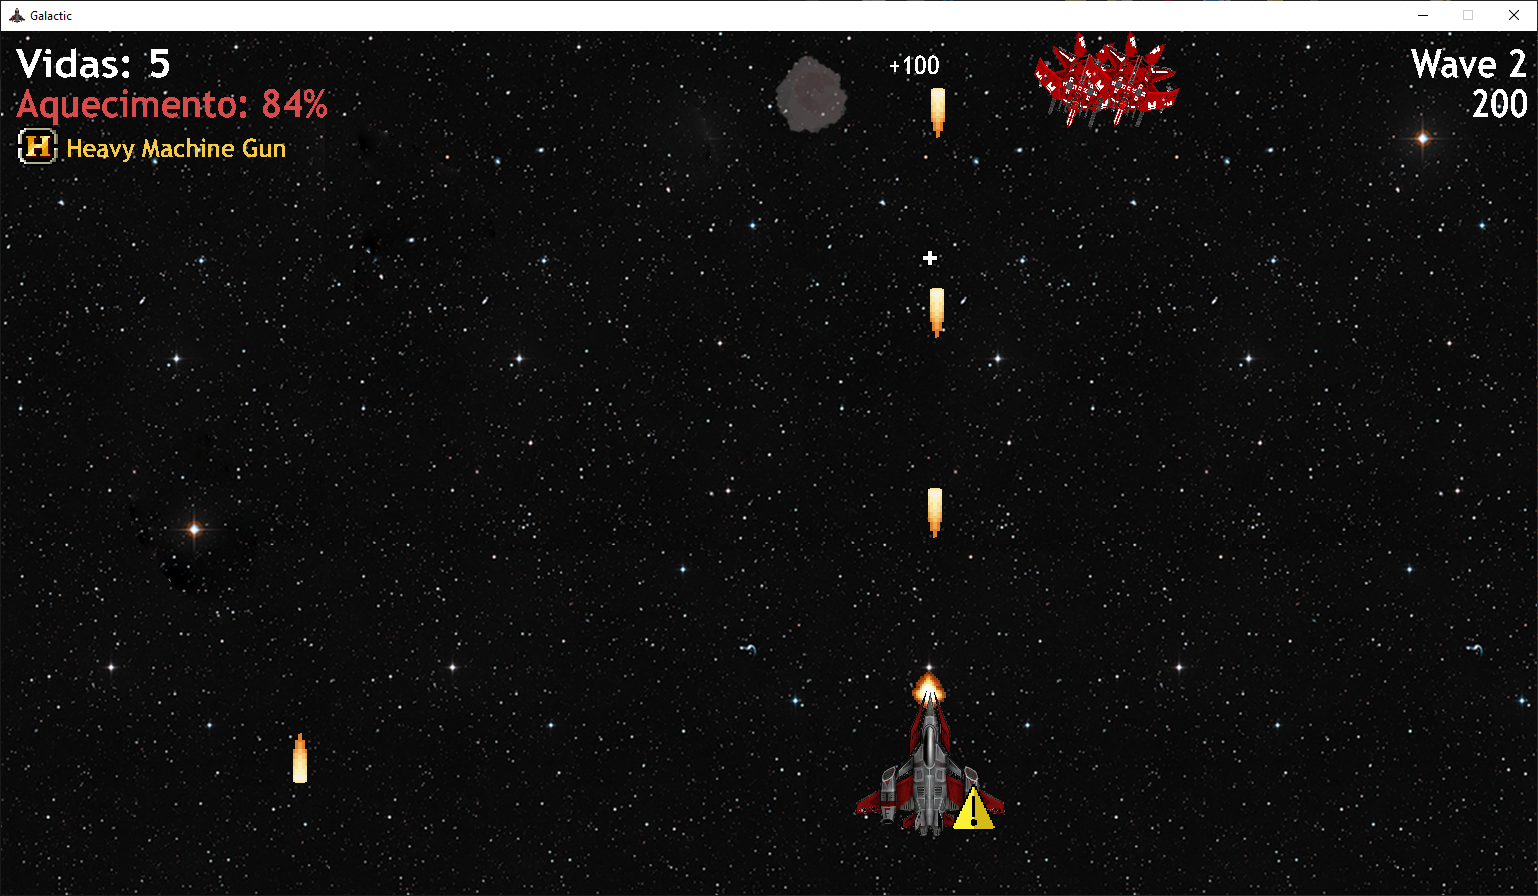 Galactic
Vidas: 5
Aquecimento: 84%
H Heavy Machine Gun
+100
Wave 2
200
!